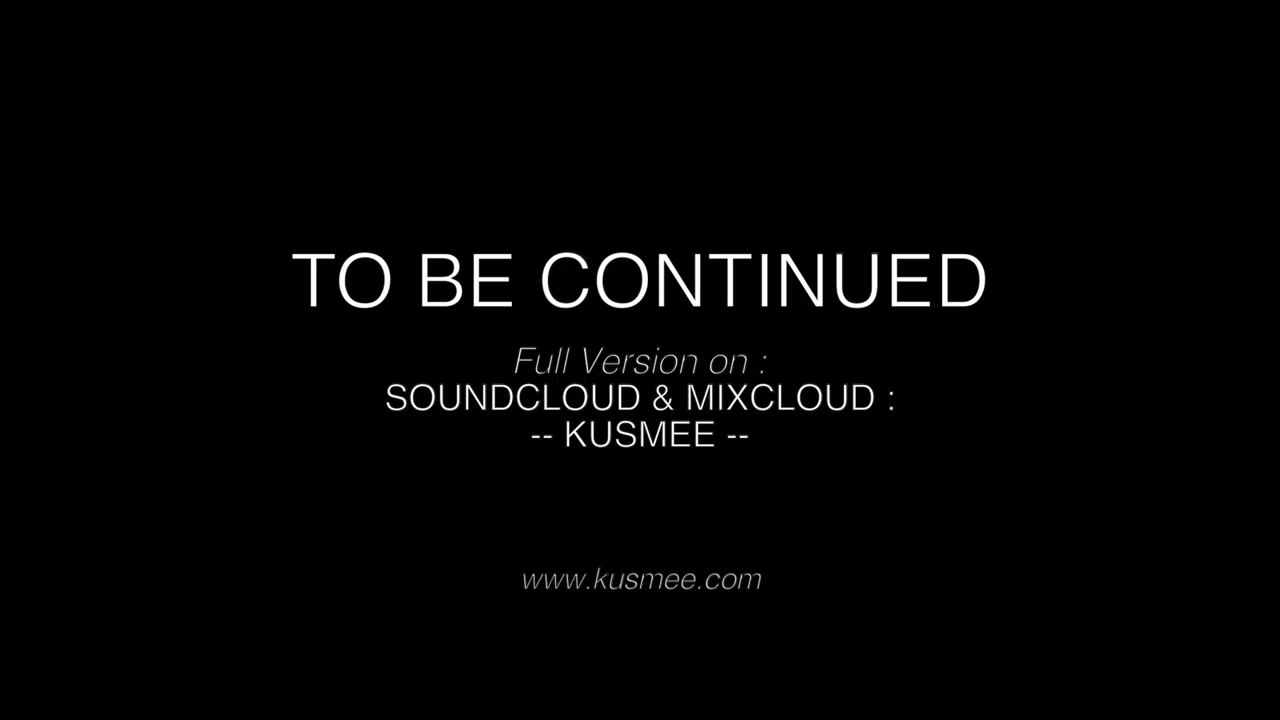 TO BE CONTINUED
Full Version on :
SOUNDCLOUD & MIXCLOUD :
-- KUSMEE --
www.kusmee.com